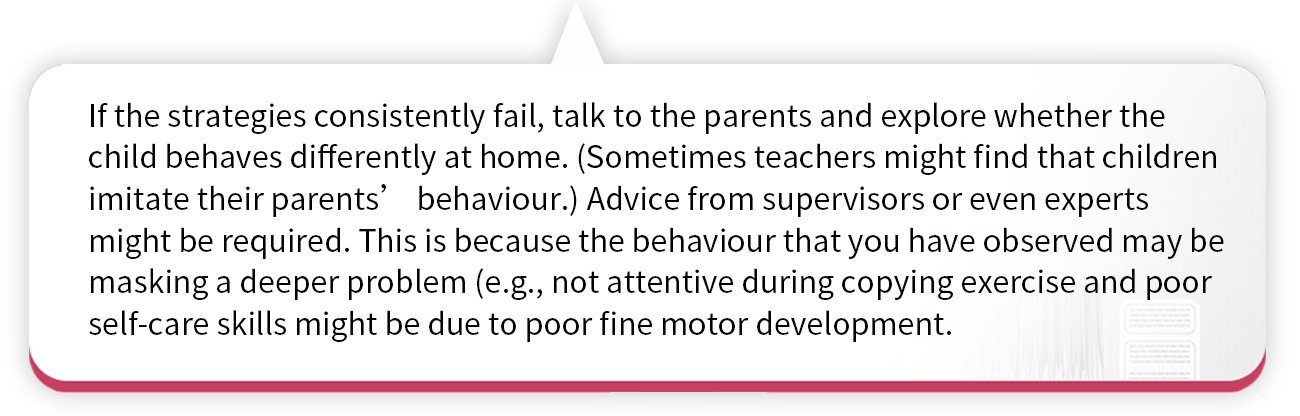 If the strategies consistently fail, talk to the parents and explore whether the
child behaves differently at home. (Sometimes teachers might find that children
imitate their parents’ behaviour.) Advice from supervisors or even experts
might be required. This is because the behaviour that you have observed may be
masking a deeper problem (e.g., not attentive during copying exercise and poor
self-care skills might be due to poor fine motor development.